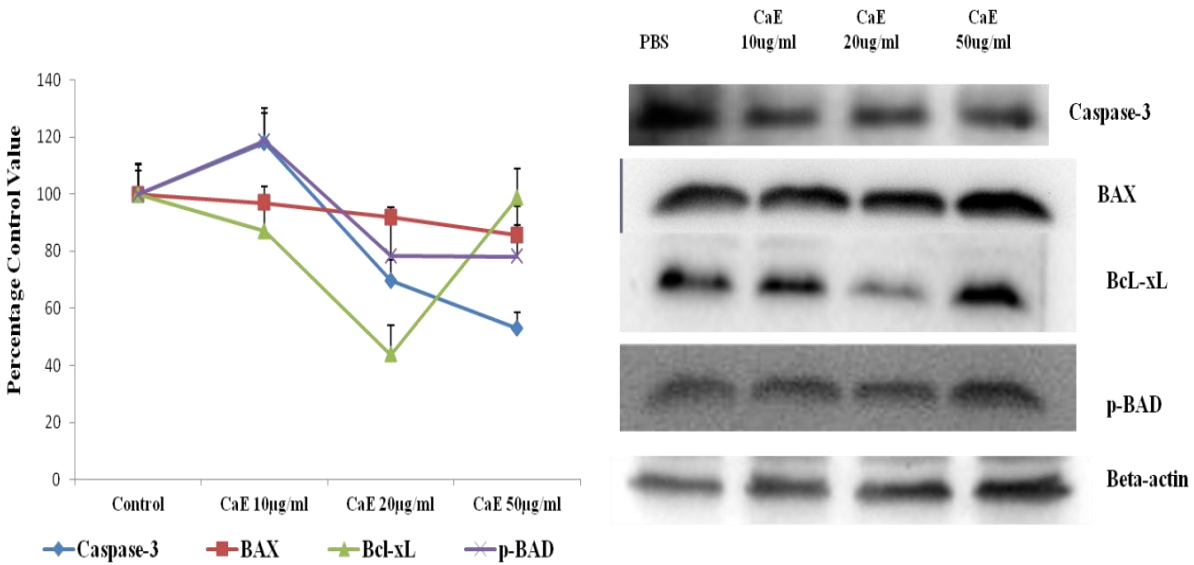 Percentage Control Value
140
120
100
80
60
40
20
0
Control CaE 10µg/ml CaE 20µg/ml CaE 50µg/ml
Caspase-3 BAX Bcl-xL p-BAD
PBS CaE 10ug/ml CaE 20ug/ml CaE 50ug/ml
Caspase-3
BAX
BcL-xL
p-BAD
Beta-actin